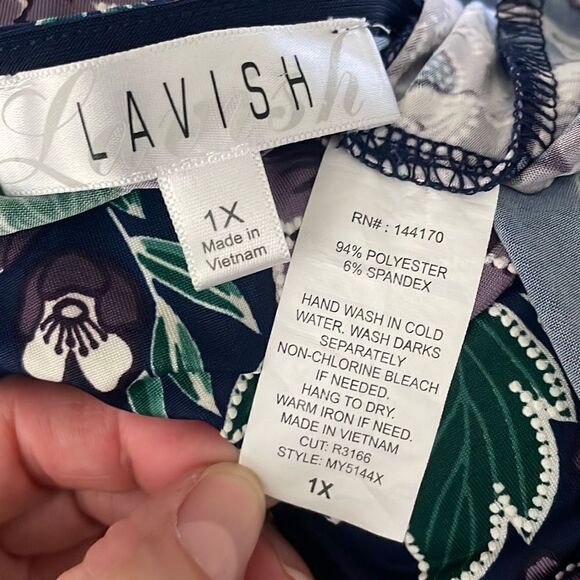 Lavish
LAVISH
1X
Made in
Vietnam
RN# : 144170
94% POLYESTER
6% SPANDEX
HAND WASH IN COLD
WATER. WASH DARKS
SEPARATELY
NON-CHLORINE BLEACH
IF NEEDED.
HANG TO DRY.
WARM IRON IF NEED.
MADE IN VIETNAM
CUT: R3166
STYLE: MY5144X
1X